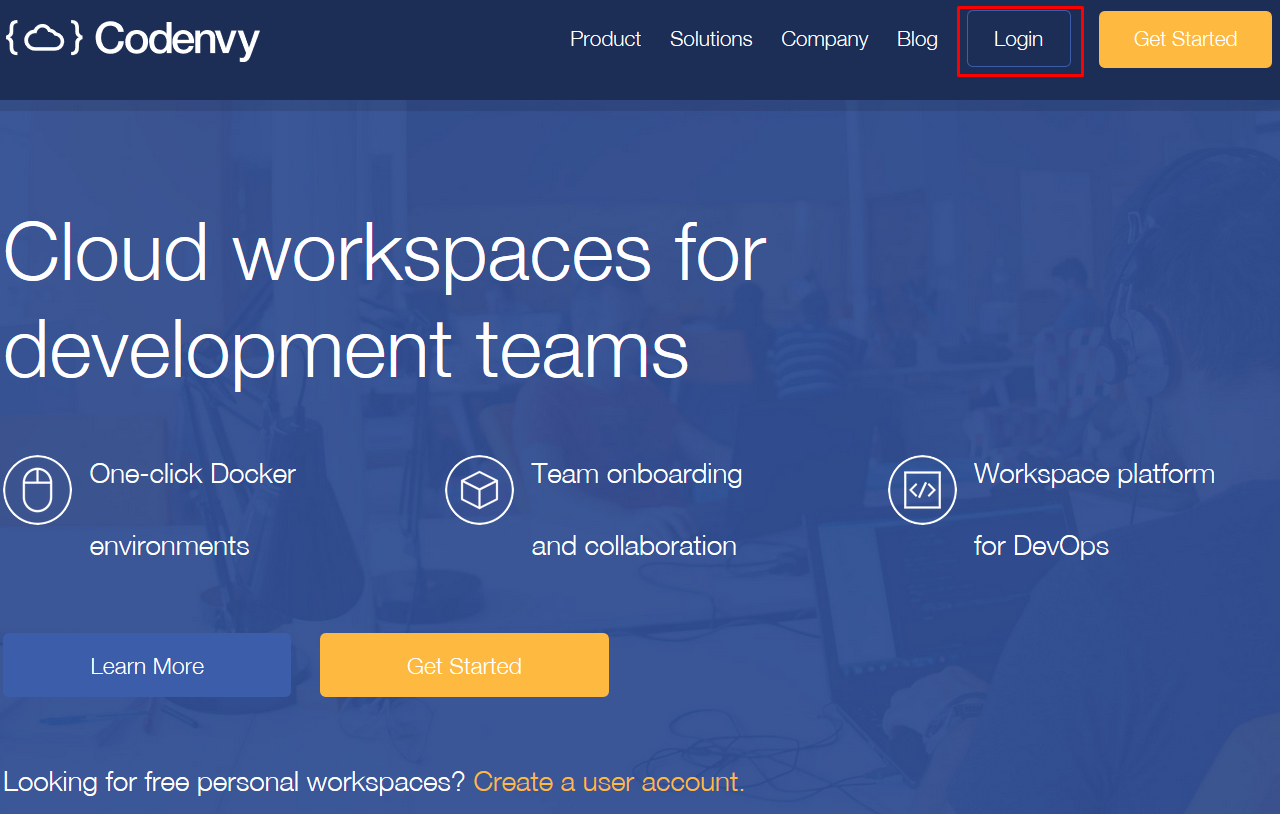 { } Codenvy
Product Solutions Company Blog Login Get Started
Cloud workspaces for
development teams
One-click Docker
environments
Team onboarding
and collaboration
</> Workspace platform
for DevOps
Learn More Get Started
Looking for free personal workspaces? Create a user account.